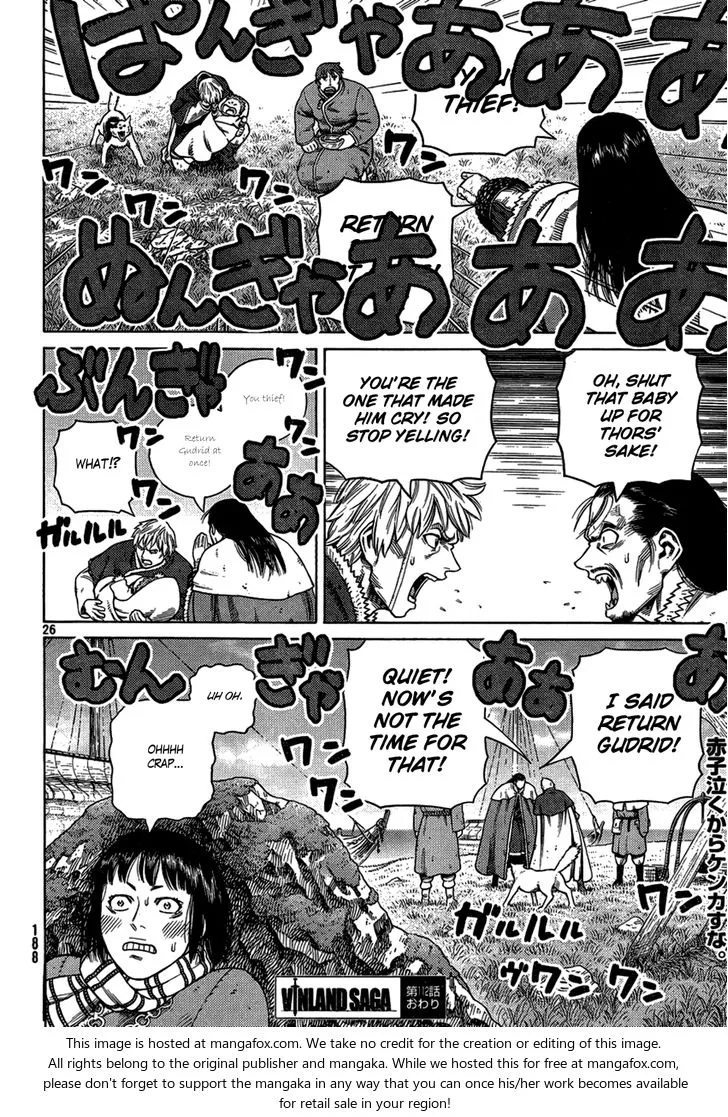 ぱんぎゃあああ
THIEF!
ワン
ワン
ワン
ワン
RETURN
ぬんぎゃあああああ
OH, SHUT
THAT BABY
UP FOR
THORS'
SAKE!
YOU'RE THE
ONE THAT MADE
HIM CRY! SO
STOP YELLING!
ぶんぎゃ
ああ
ワン
ワン
ワン
You thief!
Return
Gudrid at
once!
WHAT!?
ガルルル
26
I SAID
RETURN
GUDRID!
QUIET!
NOW'S
NOT THE
TIME FOR
THAT!
むんぎゃああぁ
UH OH.
OHHHH
CRAP...
ワン
ワン
ワン
ワン
ガルルル
ヴワンワン
赤子泣くからケンカすな。
188
VINLAND SAGA
第112話
おわり
This image is hosted at mangafox.com. We take no credit for the creation or editing of this image.
All rights belong to the original publisher and mangaka. While we hosted this for free at mangafox.com,
please don't forget to support the mangaka in any way that you can once his/her work becomes available
for retail sale in your region!